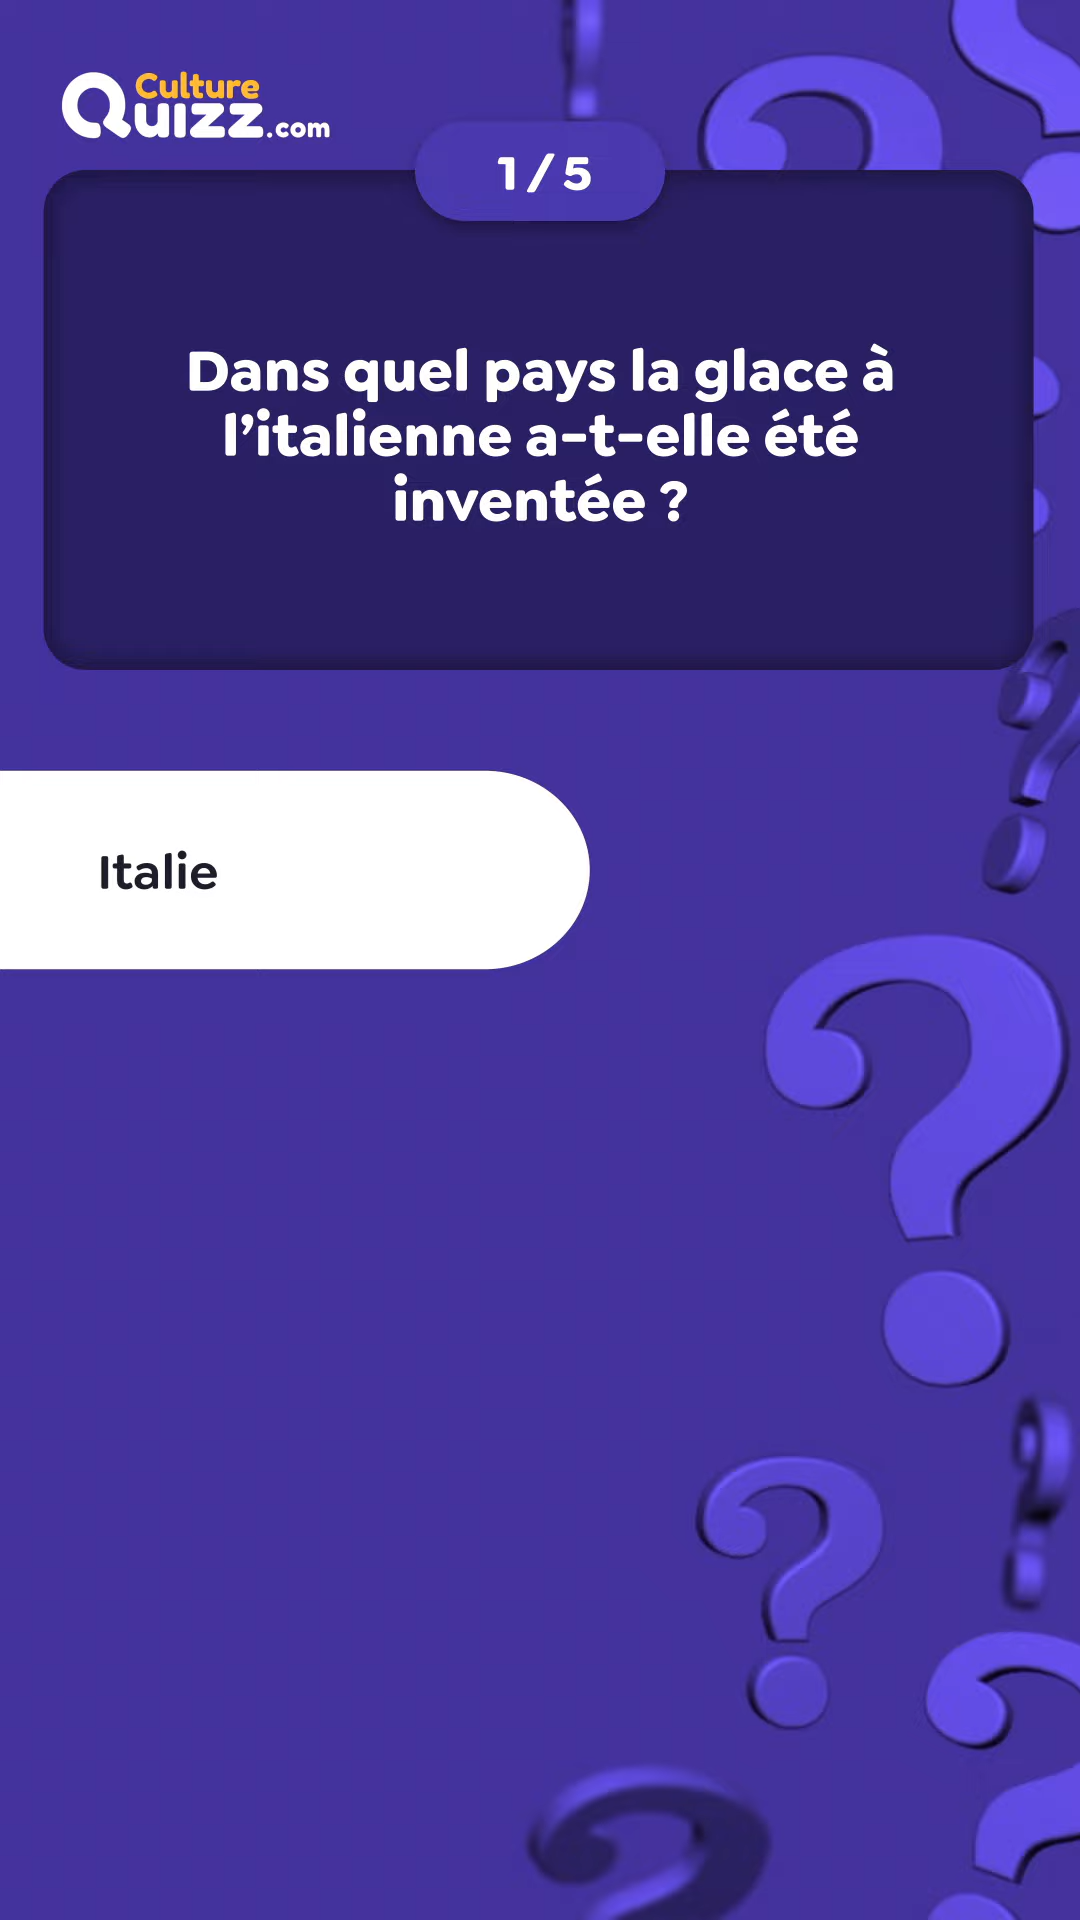 Culture
Quizz.com
1/5
Dans quel pays la glace à
l’italienne a-t-elle été
inventée ?
Italie